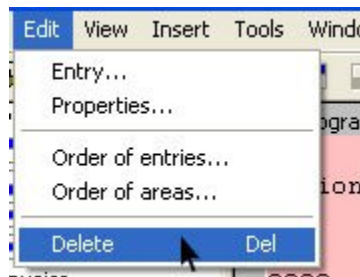 Edit View Insert Tools
Entry...
Properties...
Order of entries...
Order of areas...
Delete Del